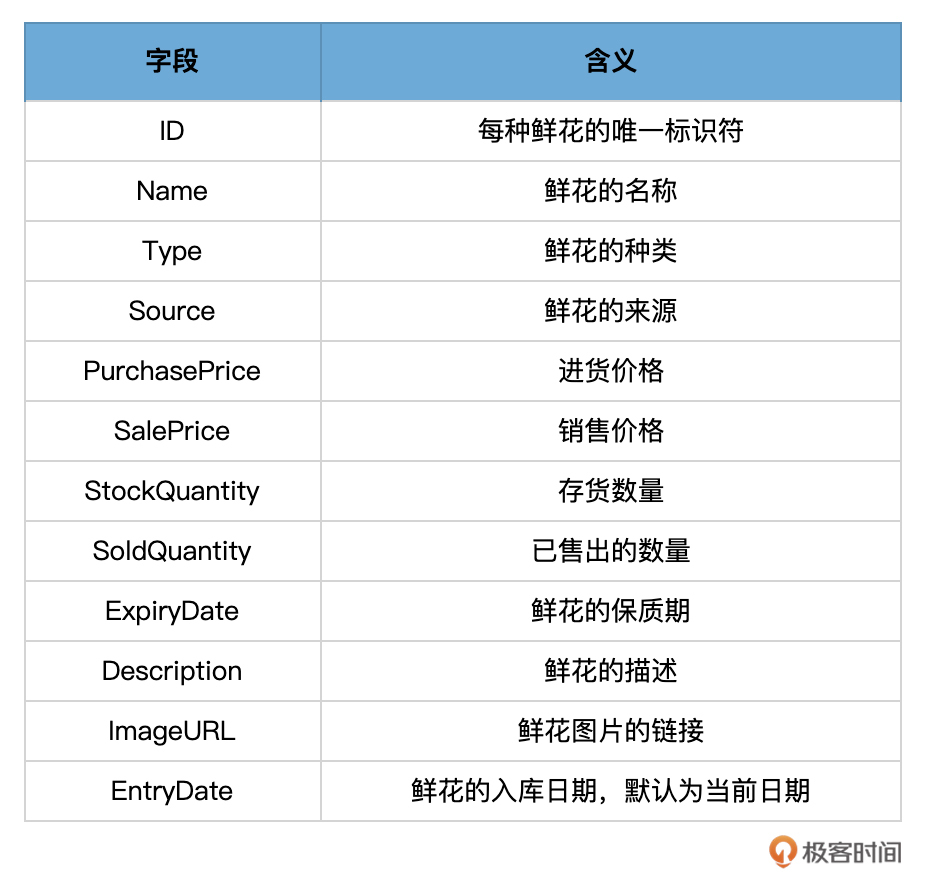 字段 含义
ID 每种鲜花的唯一标识符
Name 鲜花的名称
Type 鲜花的种类
Source 鲜花的来源
PurchasePrice 进货价格
SalePrice 销售价格
StockQuantity 存货数量
SoldQuantity 已售出的数量
ExpiryDate 鲜花的保质期
Description 鲜花的描述
ImageURL 鲜花图片的链接
EntryDate 鲜花的入库日期，默认为当前日期
极客时间